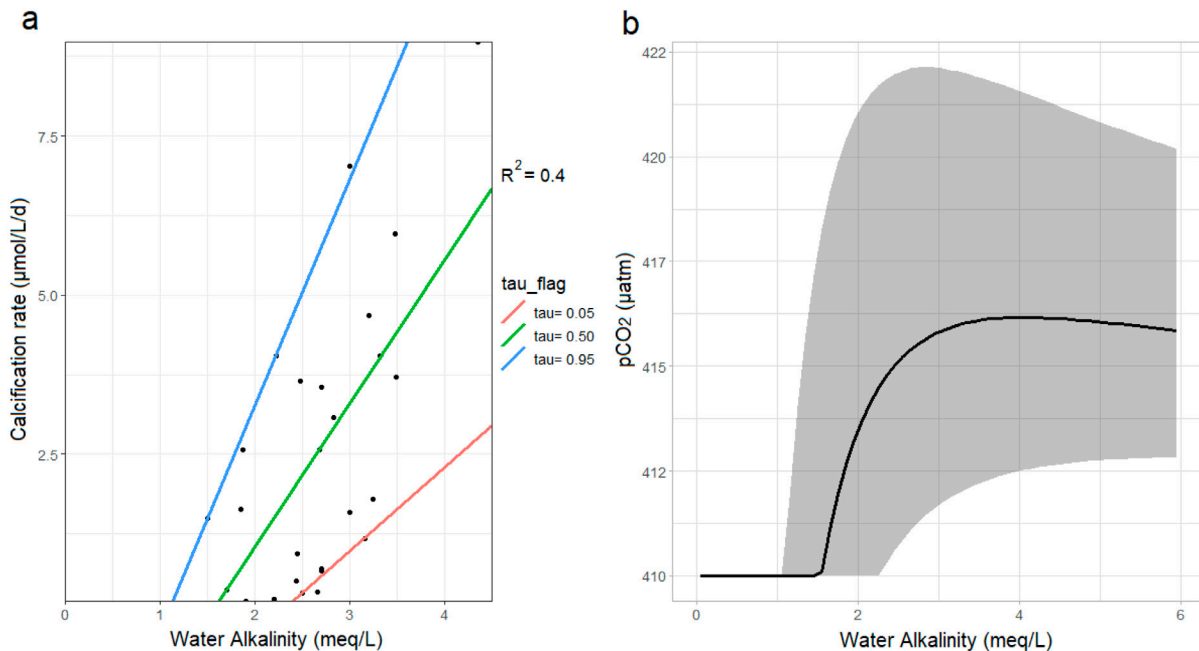 a
Calcification rate (µmol/L/d)
7.5
5.0
2.5
0
1
2
3
4
Water Alkalinity (meq/L)
R² = 0.4
tau_flag
tau= 0.05
tau= 0.50
tau= 0.95
b
pCO₂ (µatm)
422
420
417
415
412
410
0
2
4
6
Water Alkalinity (meq/L)